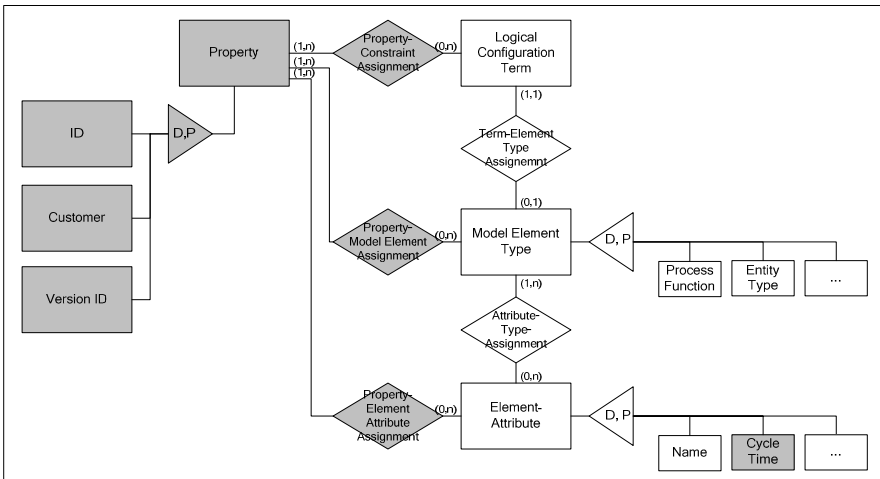 Property
(1,n)
(1,n)
(1,n)
Property-
Constraint
Assignment
(0,n)
Logical
Configuration
Term
(1,1)
ID
D,P
Term-Element
Type
Assignemnt
Customer
(0,1)
Property-
Model Element
Assignment
(0,n)
Model Element
Type
D, P
Process
Function
Entity
Type
...
Version ID
(1,n)
Attribute-
Type-
Assignment
(0,n)
Property-
Element
Attribute
Assignment
(0,n)
Element-
Attribute
D, P
Name
Cycle
Time
...